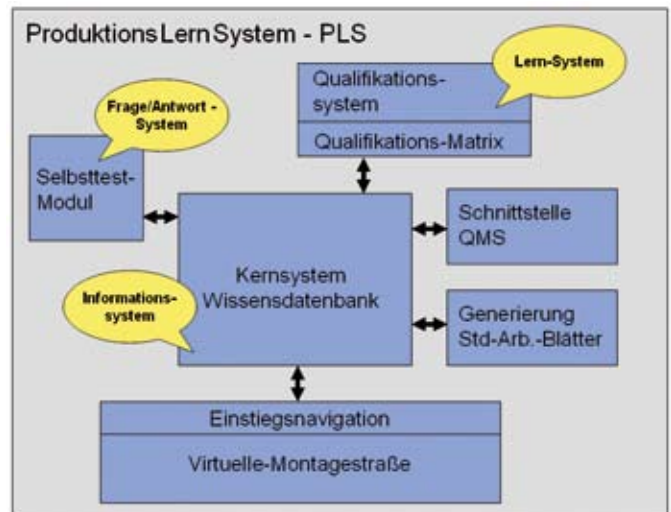 ProduktionsLernSystem - PLS
Lern-System
Frage/Antwort -
System
Qualifikations-
system
Qualifikations-Matrix
Selbsttest-
Modul
Schnittstelle
QMS
Kernsystem
Wissensdatenbank
Informations-
system
Generierung
Std-Arb.-Blätter
Einstiegsnavigation
Virtuelle-Montagestraße